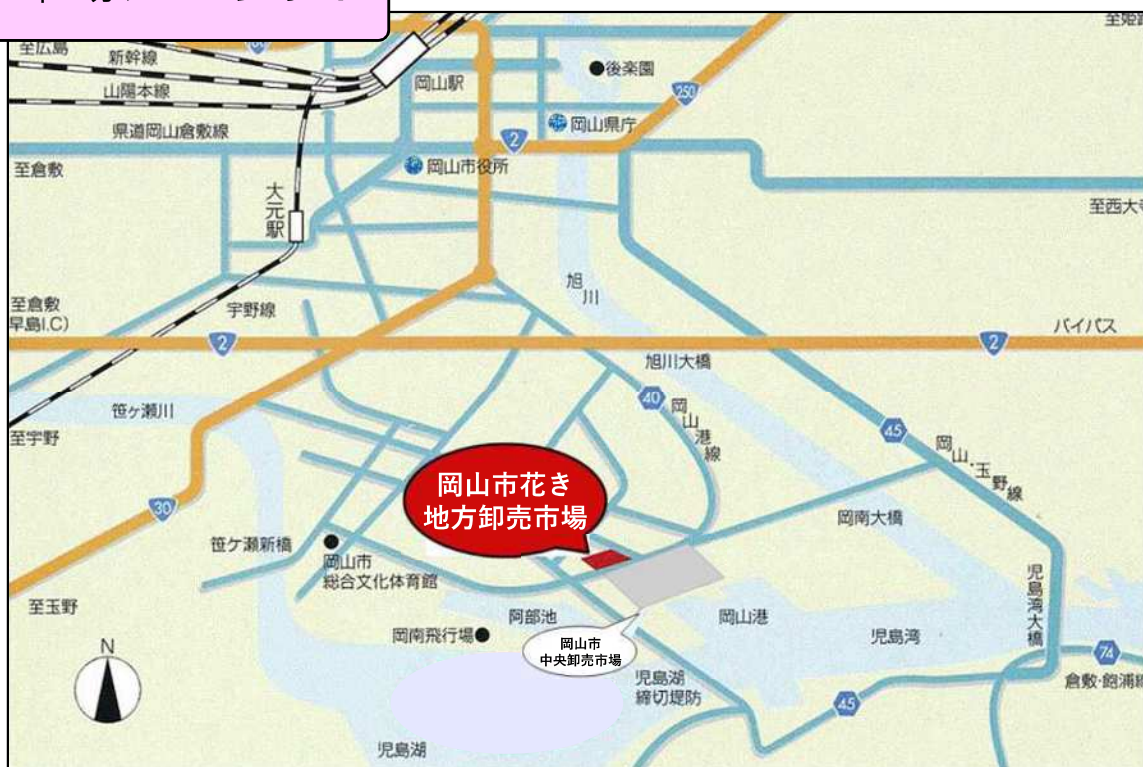 至広島
新幹線
山陽本線
岡山駅
後楽園
250
岡山県庁
県道岡山倉敷線
2
岡山市役所
至倉敷
大元駅
至西大寺
旭川
至倉敷
早島I.C)
宇野線
2
バイパス
2
旭川大橋
笹ヶ瀬川
40
岡山港線
45
岡山・玉野線
至宇野
岡山市花き
地方卸売市場
30
岡南大橋
笹ケ瀬新橋
岡山市
総合文化体育館
児島湾大橋
至玉野
阿部池
岡山港
岡南飛行場
児島湾
N
岡山市
中央卸売市場
74
倉敷・飽浦線
児島湖
締切堤防
45
児島湖